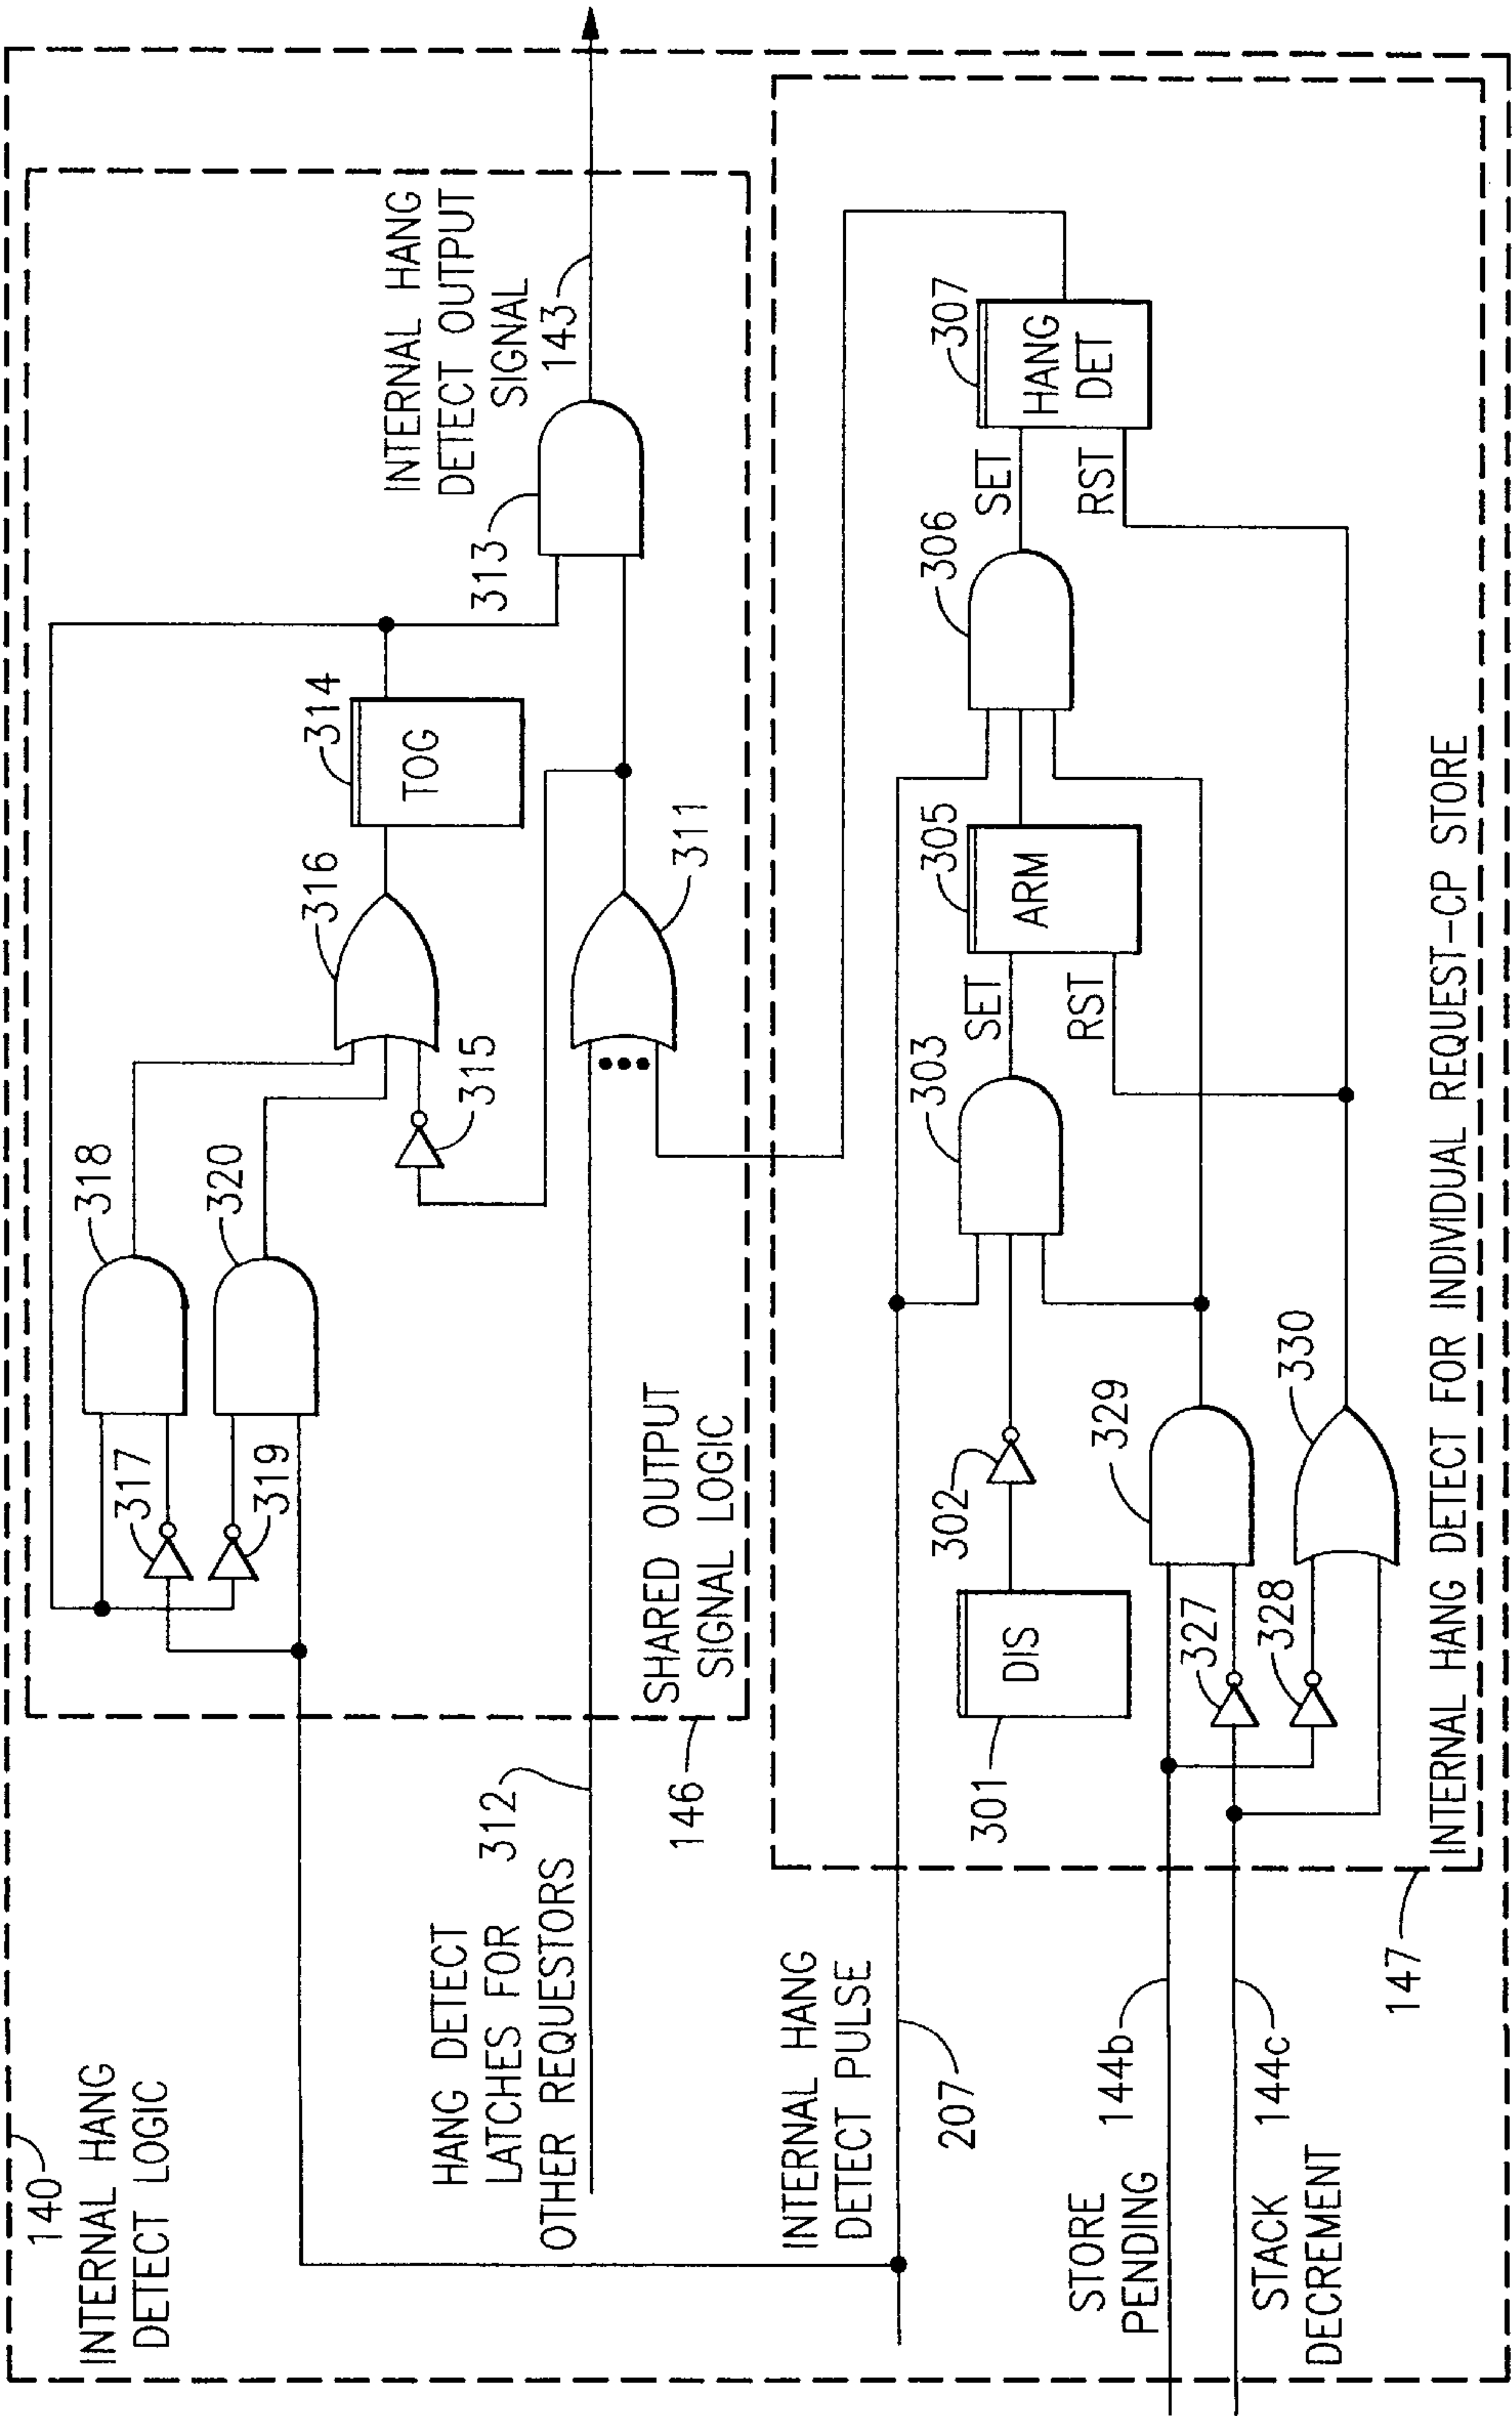 140
INTERNAL HANG
DETECT LOGIC
317
318
319
320
316
315
314
TOG
313
INTERNAL HANG
DETECT OUTPUT
SIGNAL
143
311
HANG DETECT
LATCHES FOR
OTHER REQUESTORS
312
SHARED OUTPUT
SIGNAL LOGIC
146
INTERNAL HANG
DETECT PULSE
207
301
DIS
302
303
SET
RST
305
ARM
306
SET
RST
307
HANG
DET
STORE
PENDING
144b
STACK
DECREMENT
144c
327
328
329
330
147
INTERNAL HANG DETECT FOR INDIVIDUAL REQUEST-CP STORE